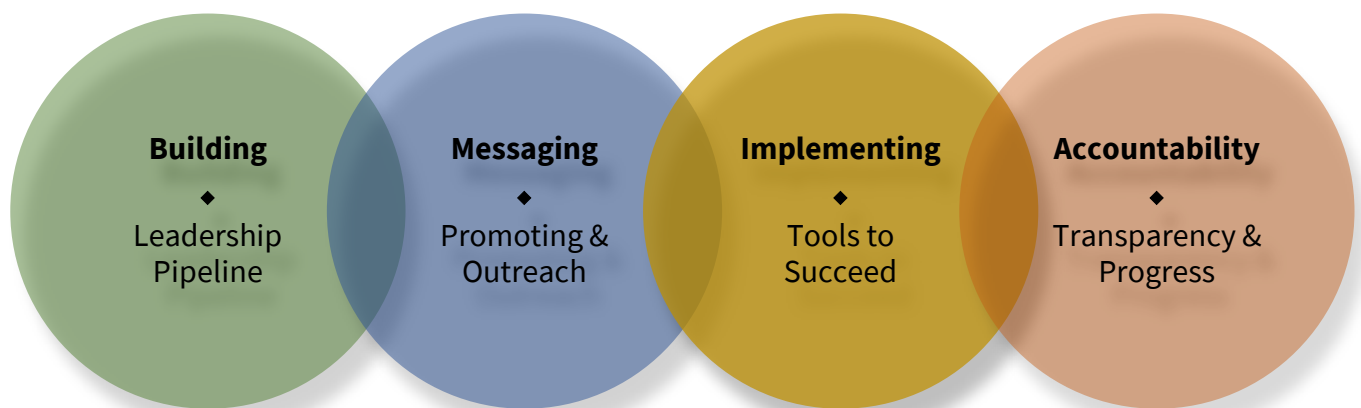 Building
◆
Leadership
Pipeline
Messaging
◆
Promoting &
Outreach
Implementing
◆
Tools to
Succeed
Accountability
◆
Transparency &
Progress